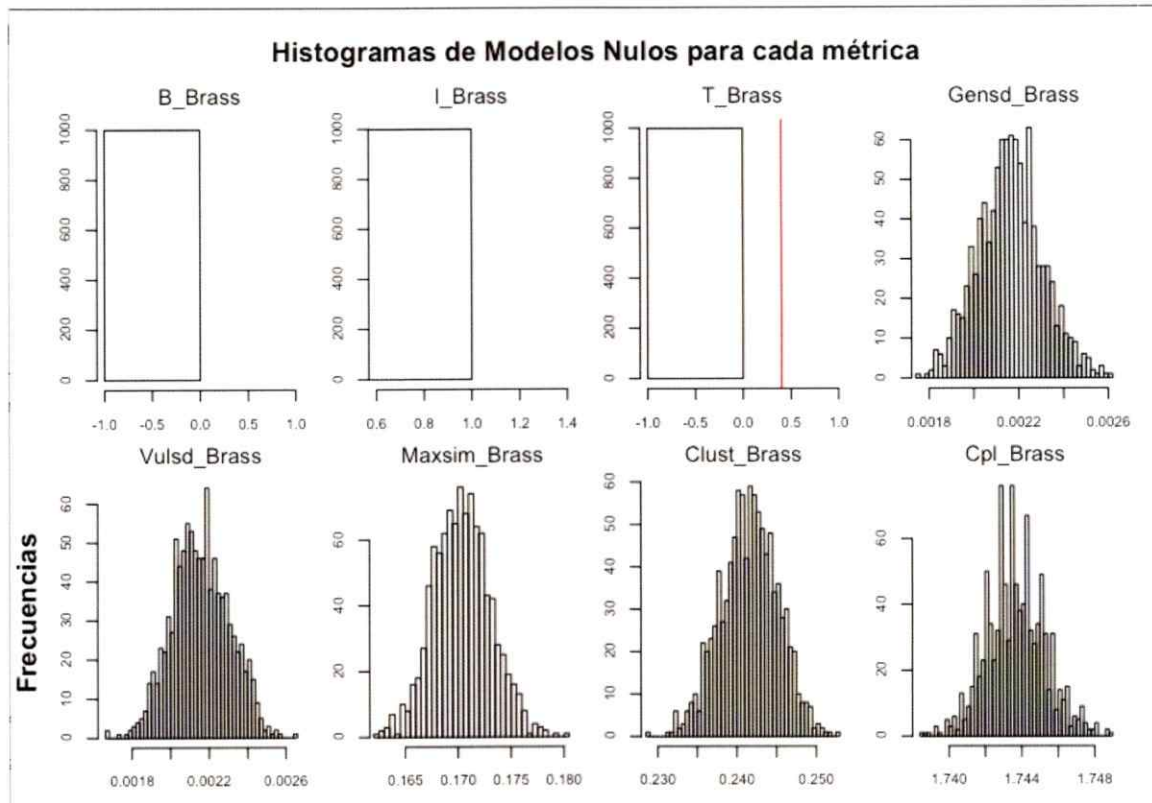 Histogramas de Modelos Nulos para cada métrica
B_Brass
I_Brass
T_Brass
Gensd_Brass
0 200 400 600 800 1000
-1.0 -0.5 0.0 0.5 1.0
0 200 400 600 800 1000
0.6 0.8 1.0 1.2 1.4
0 200 400 600 800 1000
-1.0 -0.5 0.0 0.5 1.0
0 10 20 30 40 50 60
0.0018 0.0022 0.0026
Vulsd_Brass
Maxsim_Brass
Clust_Brass
Cpl_Brass
Frecuencias
0 10 20 30 40 50 60
0.0018 0.0022 0.0026
0 20 40 60
0.165 0.170 0.175 0.180
0 10 20 30 40 50 60
0.230 0.240 0.250
0 20 40 60
1.740 1.744 1.748